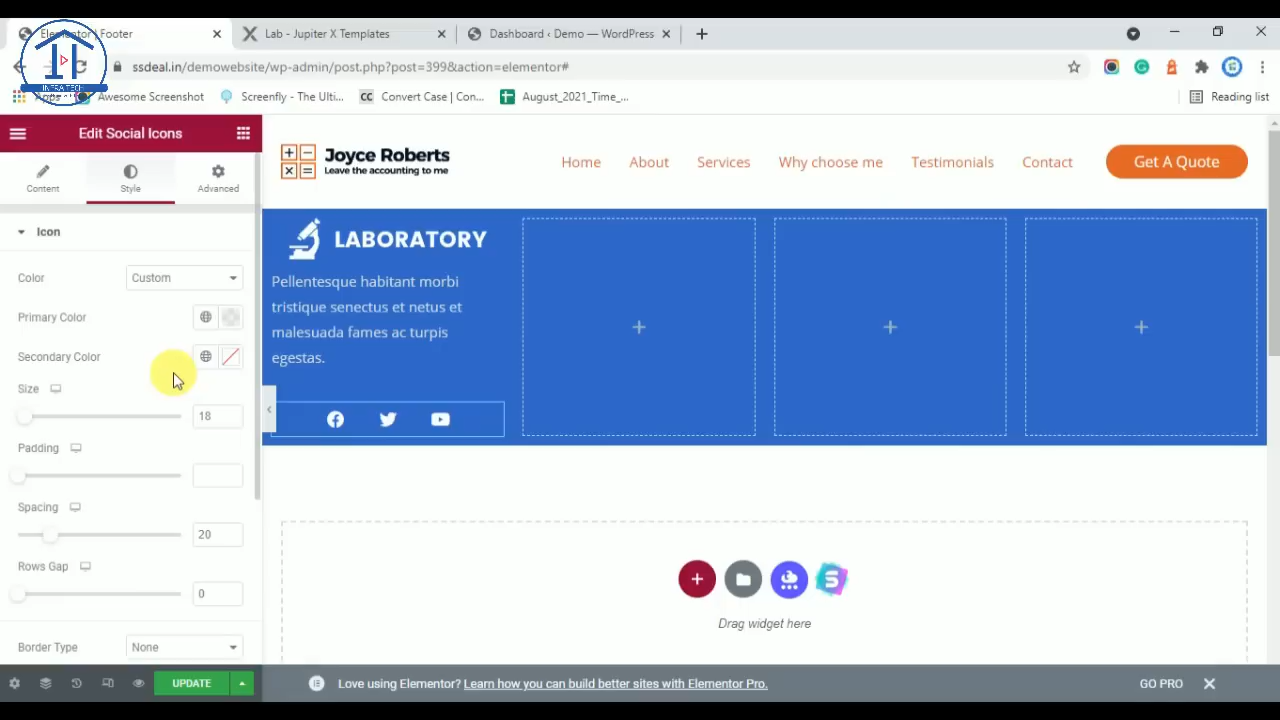 Elementor | Footer
Lab - Jupiter X Templates
Dashboard ‹ Demo — WordPress
ssdeal.in/demowebsite/wp-admin/post.php?post=399&action=elementor#
INFRATECH
Apps
Awesome Screenshot
Screenfly - The Ulti...
CC Convert Case | Con...
August_2021_Time_...
Reading list
Edit Social Icons
Content
Style
Advanced
Icon
Color
Custom
Primary Color
Secondary Color
Size
18
Padding
Spacing
20
Rows Gap
0
Border Type
None
UPDATE
Joyce Roberts
Leave the accounting to me
Home
About
Services
Why choose me
Testimonials
Contact
Get A Quote
LABORATORY
Pellentesque habitant morbi
tristique senectus et netus et
malesuada fames ac turpis
egestas.
Drag widget here
Love using Elementor? Learn how you can build better sites with Elementor Pro.
GO PRO